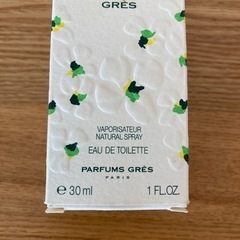 GRÈS
VAPORISATEUR
NATURAL SPRAY
EAU DE TOILETTE
PARFUMS GRÈS
PARIS
℮ 30 ml 1 FL.OZ.